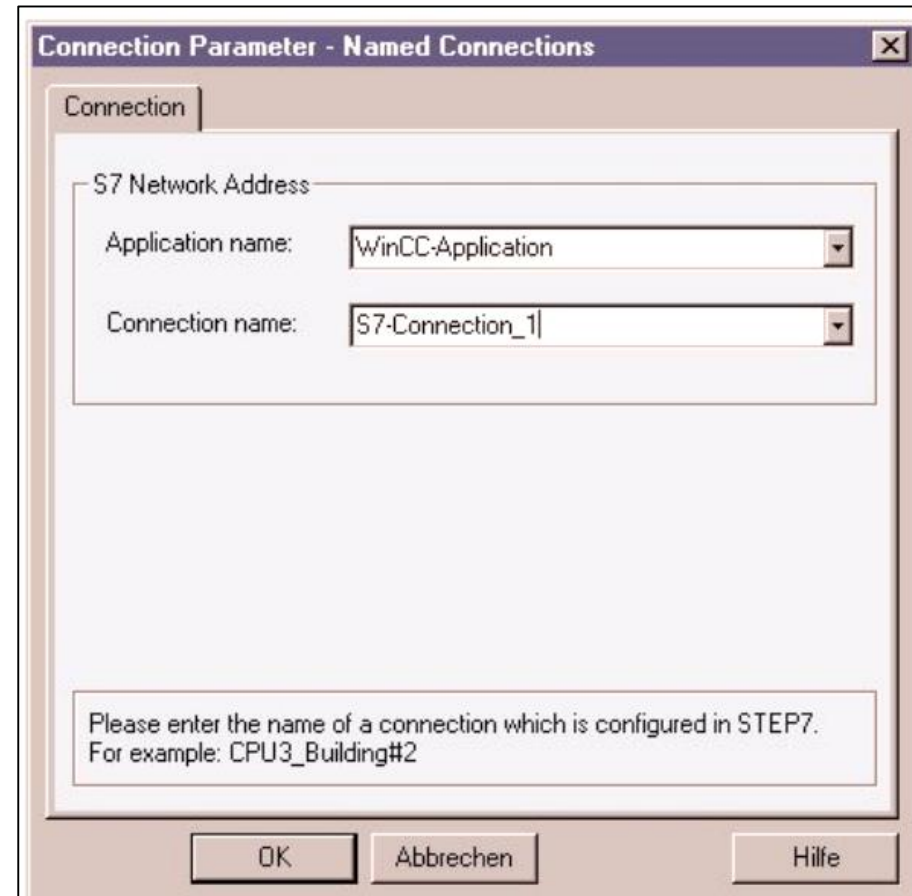 Connection Parameter - Named Connections
Connection
S7 Network Address
Application name: WinCC-Application
Connection name: S7-Connection_1
Please enter the name of a connection which is configured in STEP7.
For example: CPU3_Building#2
OK Abbrechen Hilfe